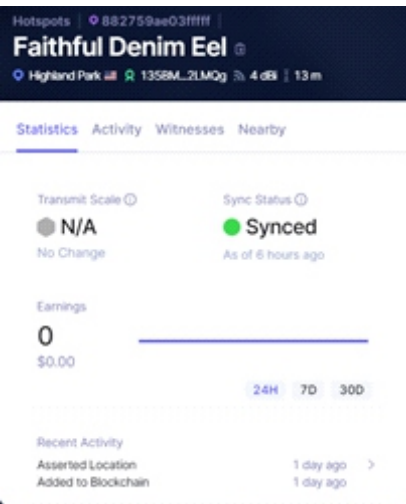 Hotspots 882759ae03fffff
Faithful Denim Eel
Highland Park 135BM...2LMQg 4 dBi 13 m
Statistics Activity Witnesses Nearby
Transmit Scale Sync Status
N/A Synced
No Change As of 6 hours ago
Earnings
0
$0.00
24H 7D 30D
Recent Activity
Asserted Location 1 day ago
Added to Blockchain 1 day ago